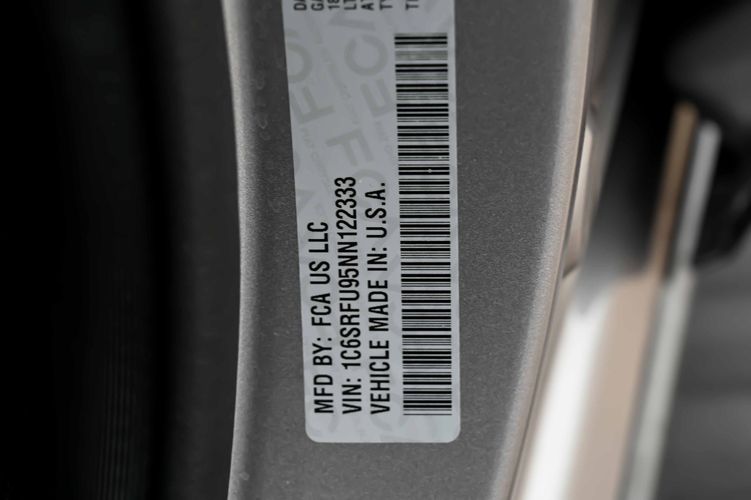 MFD BY: FCA US LLC
VIN: 1C6SRFU95NN122333
VEHICLE MADE IN: U.S.A.